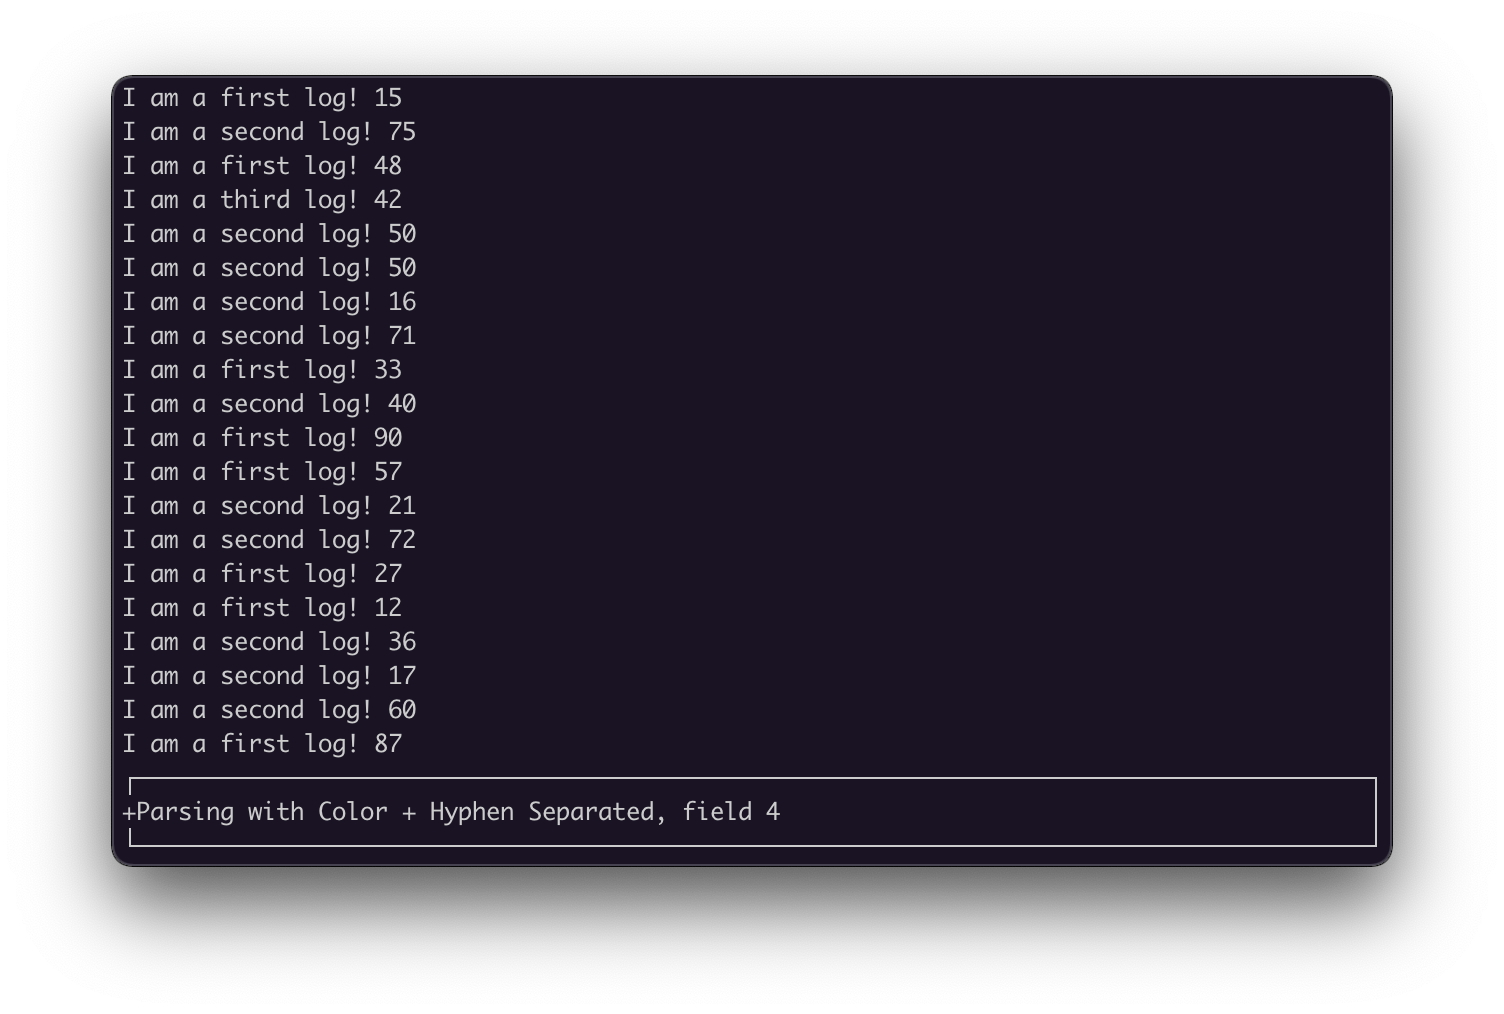 I am a first log! 15
I am a second log! 75
I am a first log! 48
I am a third log! 42
I am a second log! 50
I am a second log! 50
I am a second log! 16
I am a second log! 71
I am a first log! 33
I am a second log! 40
I am a first log! 90
I am a first log! 57
I am a second log! 21
I am a second log! 72
I am a first log! 27
I am a first log! 12
I am a second log! 36
I am a second log! 17
I am a second log! 60
I am a first log! 87
+Parsing with Color + Hyphen Separated, field 4